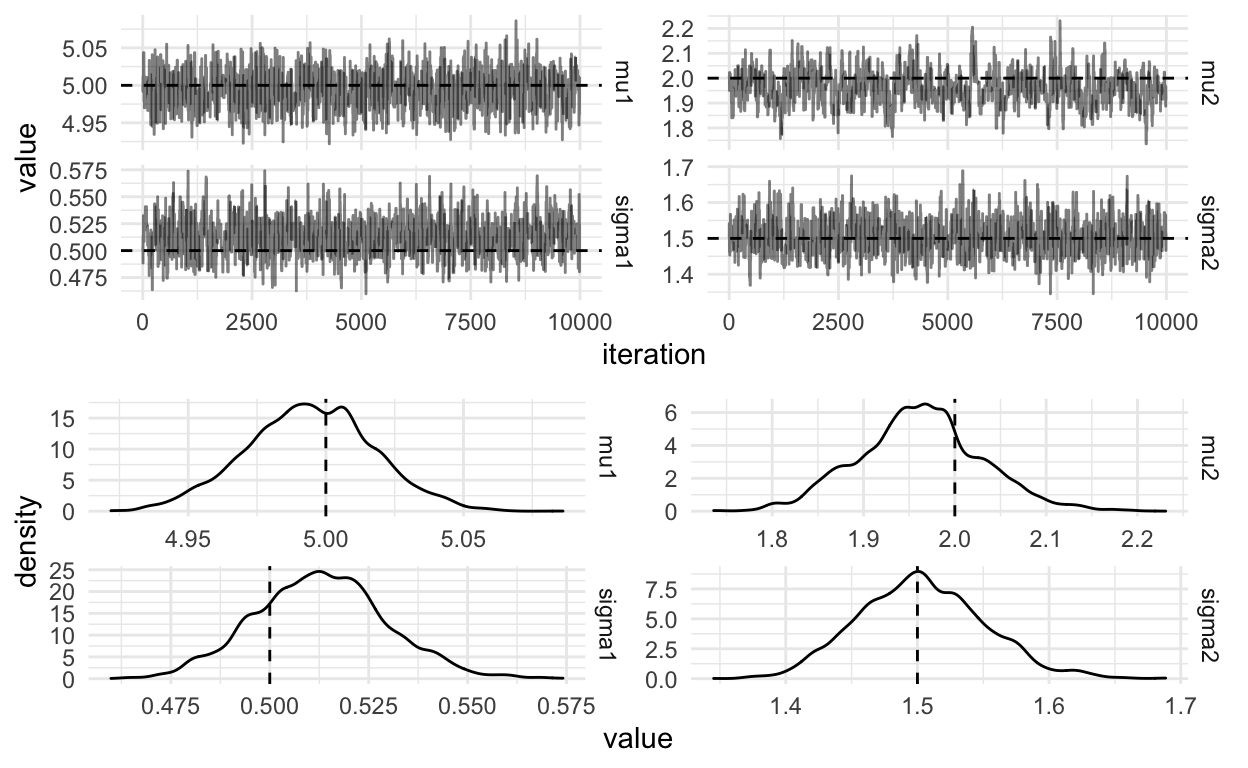 5.05
5.00
4.95
mu1
2.2
2.1
2.0
1.9
1.8
mu2
value
0.575
0.550
0.525
0.500
0.475
sigma1
1.7
1.6
1.5
1.4
sigma2
0 2500 5000 7500 10000
0 2500 5000 7500 10000
iteration
15
10
5
0
mu1
4.95 5.00 5.05
6
4
2
0
mu2
1.8 1.9 2.0 2.1 2.2
density
25
20
15
10
5
0
sigma1
0.475 0.500 0.525 0.550 0.575
7.5
5.0
2.5
0.0
sigma2
1.4 1.5 1.6 1.7
value